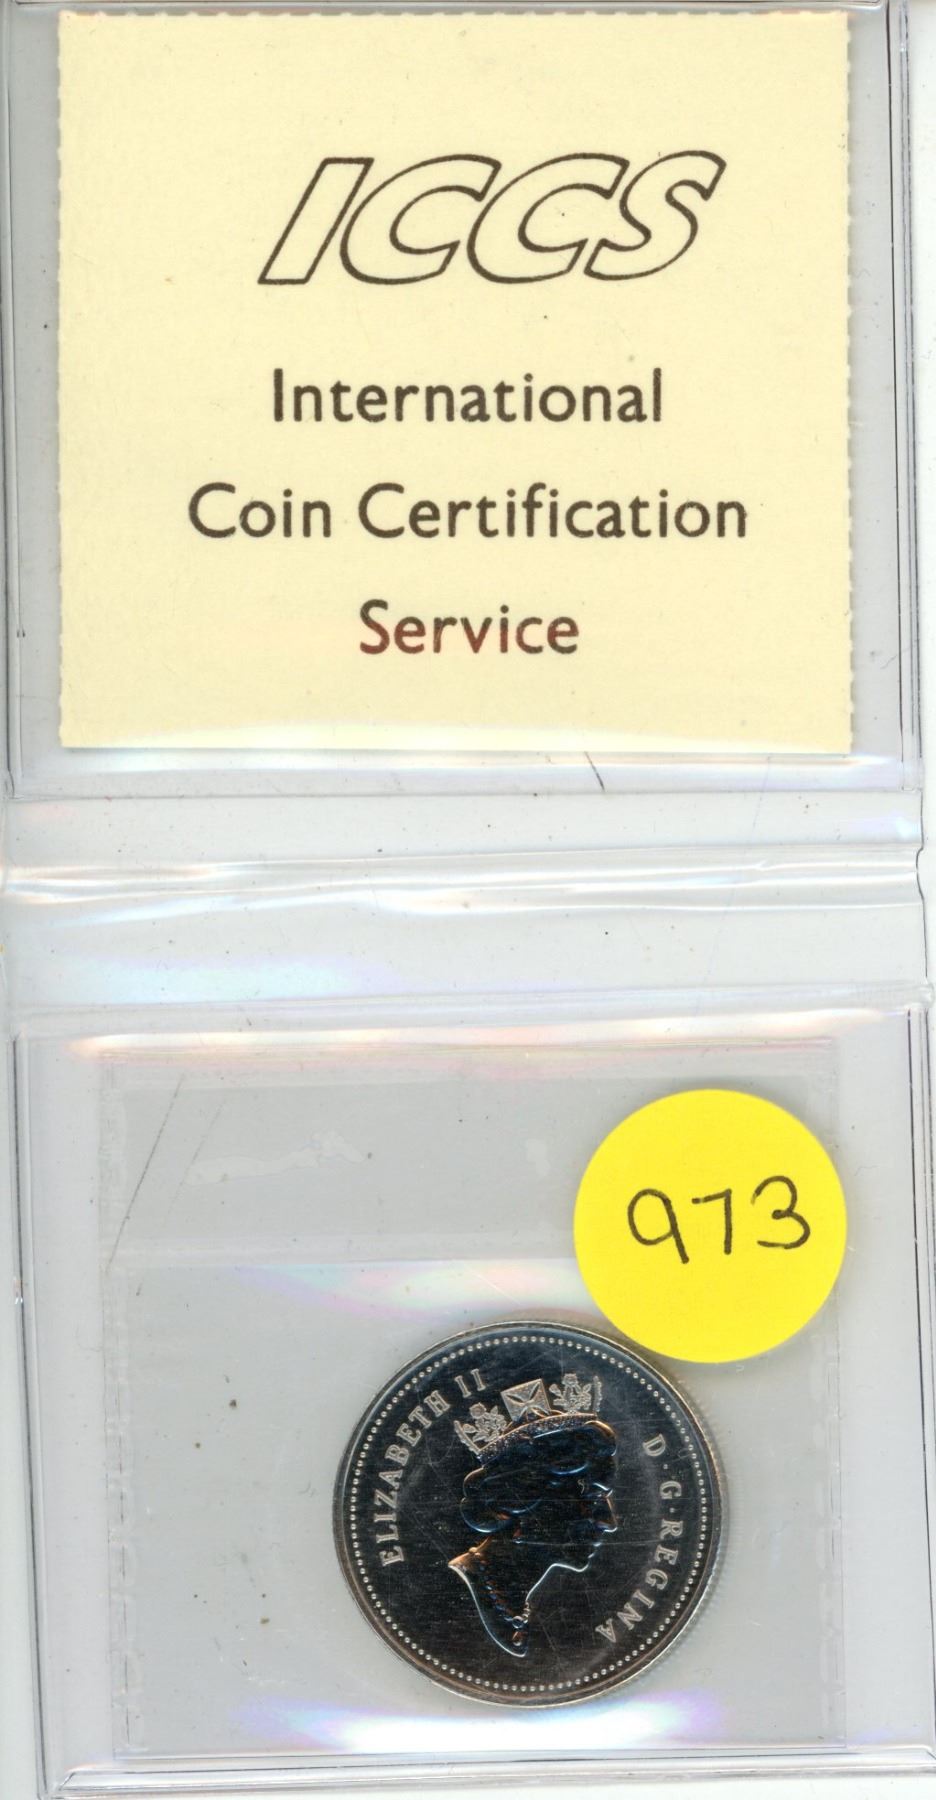 ICCS
International
Coin Certification
Service
973
ELIZABETH II
D·G·REGINA